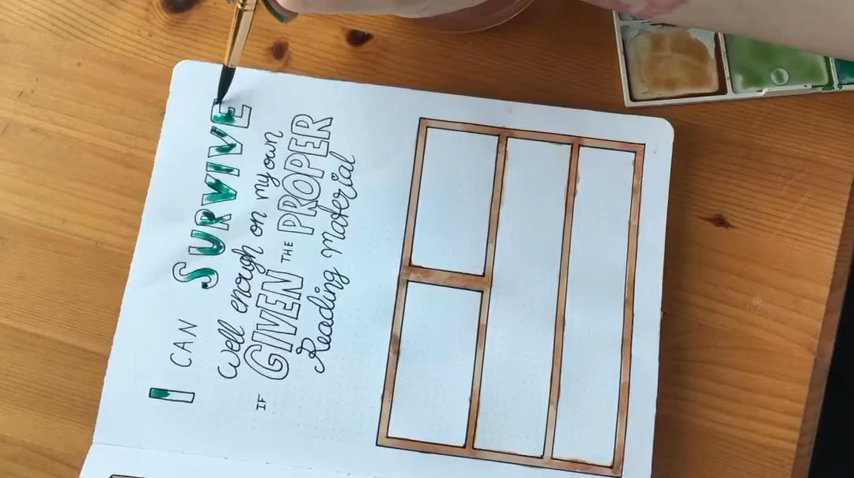 I CAN SURVIVE
Well enough on my own
IF GIVEN THE PROPER
Reading Material